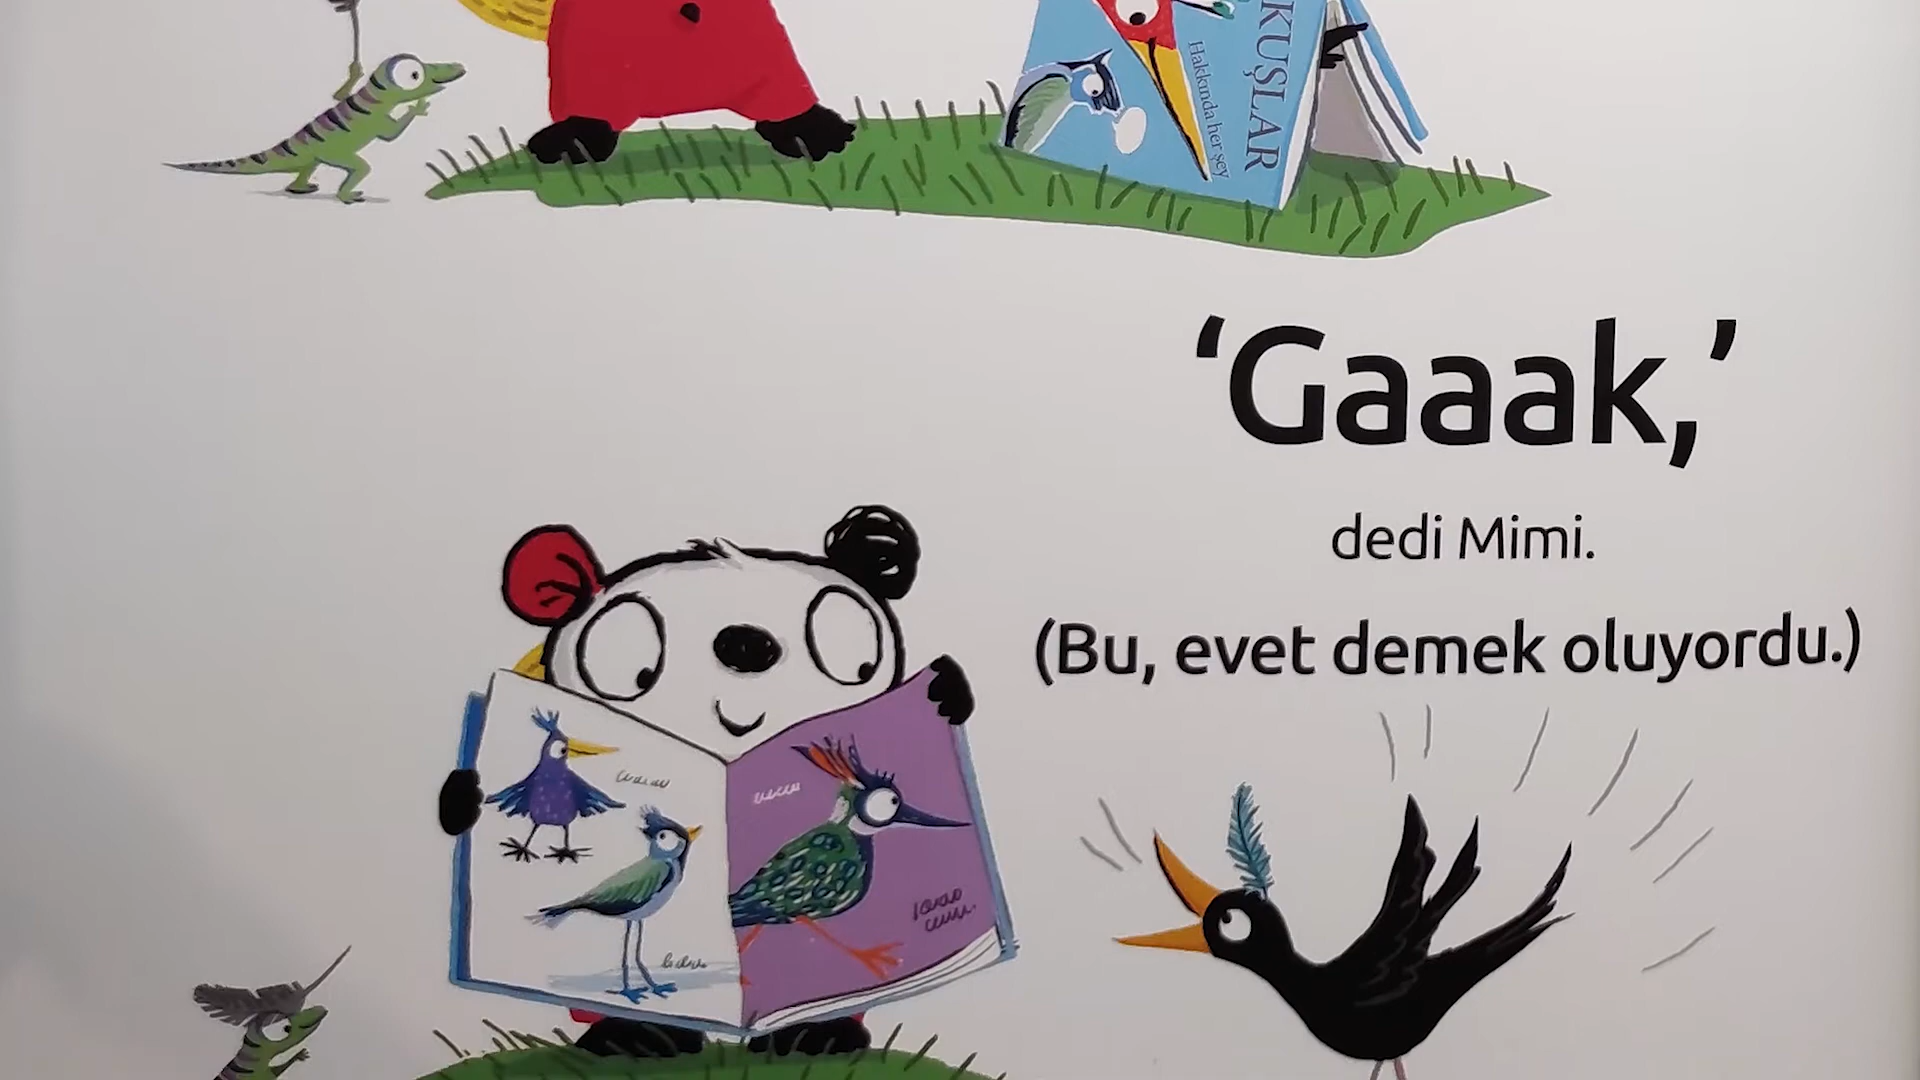 KUŞLAR
Hakkında her şey
‘Gaaak,’
dedi Mimi.
(Bu, evet demek oluyordu.)